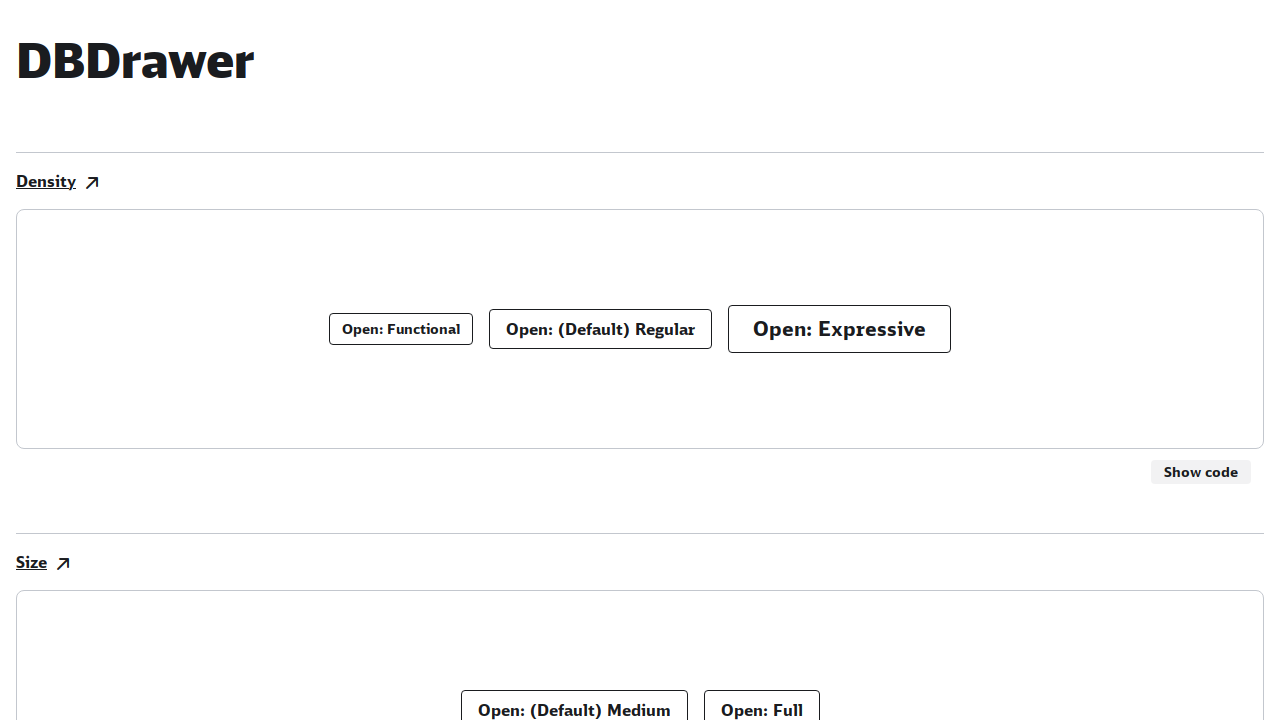 DBDrawer
Density
Open: Functional
Open: (Default) Regular
Open: Expressive
Show code
Size
Open: (Default) Medium
Open: Full